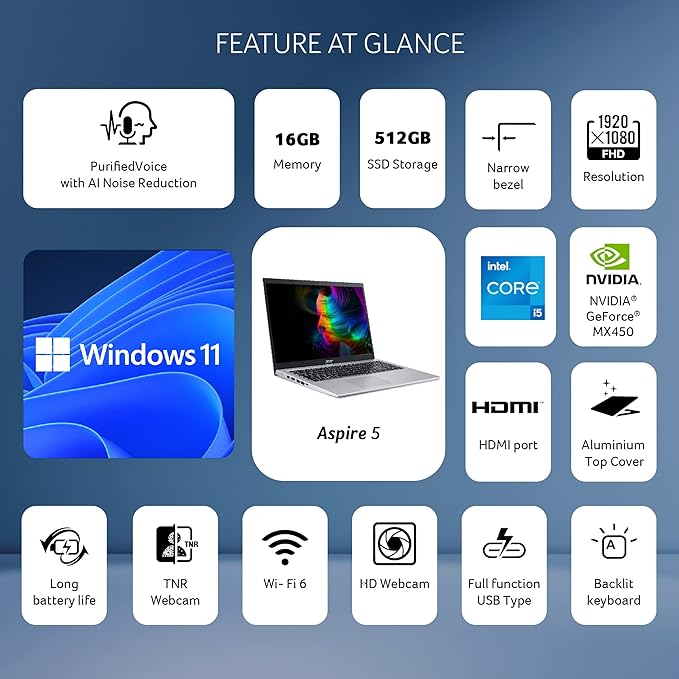 FEATURE AT GLANCE
PurifiedVoice
with AI Noise Reduction
16GB
Memory
512GB
SSD Storage
Narrow
bezel
1920
×1080
FHD
Resolution
Windows 11
acer
Aspire 5
intel.
CORE
i5
NVIDIA.
NVIDIA®
GeForce®
MX450
HDMI
HDMI port
Aluminium
Top Cover
Long
battery life
TNR
TNR
Webcam
Wi- Fi 6
HD Webcam
Full function
USB Type
A
Backlit
keyboard